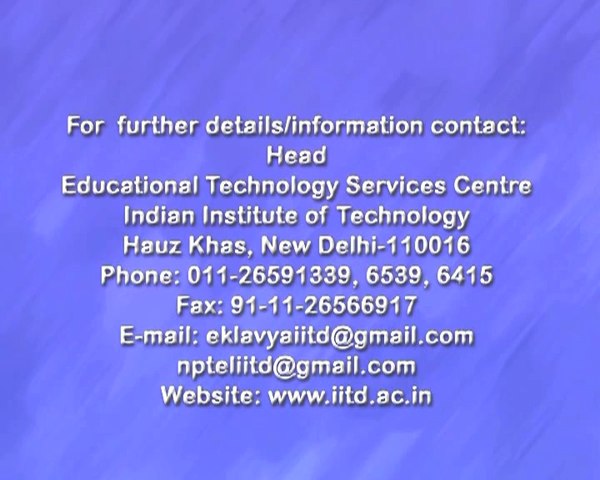 For further details/information contact:
Head
Educational Technology Services Centre
Indian Institute of Technology
Hauz Khas, New Delhi-110016
Phone: 011-26591339, 6539, 6415
Fax: 91-11-26566917
E-mail: eklavyaiitd@gmail.com
npteliitd@gmail.com
Website: www.iitd.ac.in